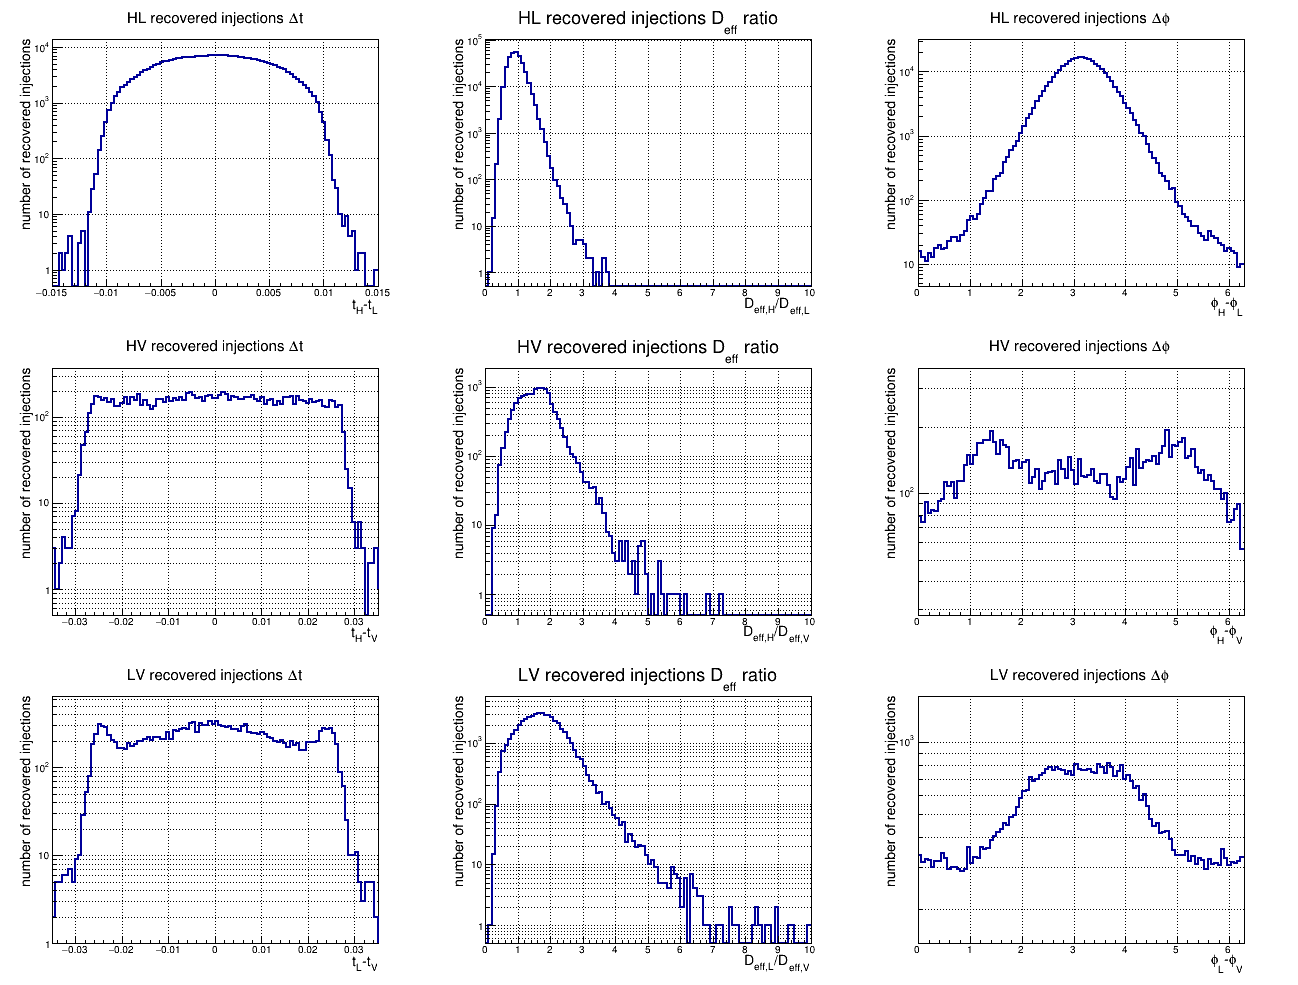 HL recovered injections Δt
number of recovered injections
10⁴
10³
10²
10
1
−0.015 −0.01 −0.005 0 0.005 0.01 0.015
t_H-t_L
HL recovered injections D_eff ratio
number of recovered injections
10⁵
10⁴
10³
10²
10
1
0 1 2 3 4 5 6 7 8 9 10
D_eff,H/D_eff,L
HL recovered injections Δϕ
number of recovered injections
10⁴
10³
10²
10
0 1 2 3 4 5 6
ϕ_H-ϕ_L
HV recovered injections Δt
number of recovered injections
10²
10
1
−0.03 −0.02 −0.01 0 0.01 0.02 0.03
t_H-t_V
HV recovered injections D_eff ratio
number of recovered injections
10³
10²
10
1
0 1 2 3 4 5 6 7 8 9 10
D_eff,H/D_eff,V
HV recovered injections Δϕ
number of recovered injections
10²
0 1 2 3 4 5 6
ϕ_H-ϕ_V
LV recovered injections Δt
number of recovered injections
10²
10
1
−0.03 −0.02 −0.01 0 0.01 0.02 0.03
t_L-t_V
LV recovered injections D_eff ratio
number of recovered injections
10³
10²
10
1
0 1 2 3 4 5 6 7 8 9 10
D_eff,L/D_eff,V
LV recovered injections Δϕ
number of recovered injections
10³
0 1 2 3 4 5 6
ϕ_L-ϕ_V